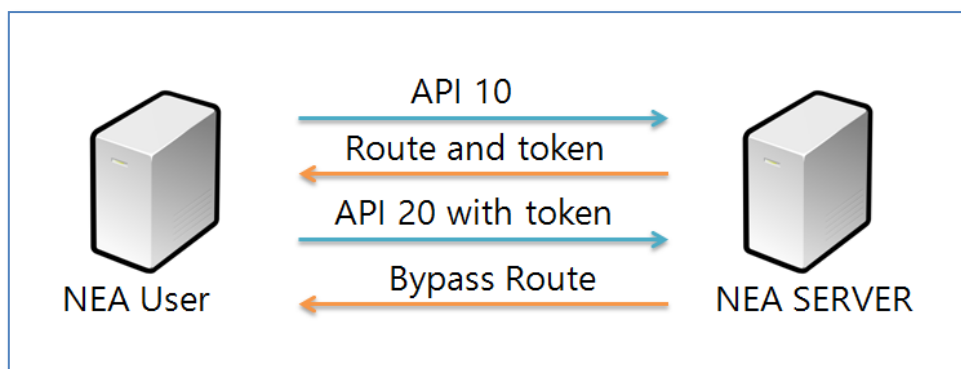 API 10
Route and token
API 20 with token
Bypass Route
NEA User
NEA SERVER